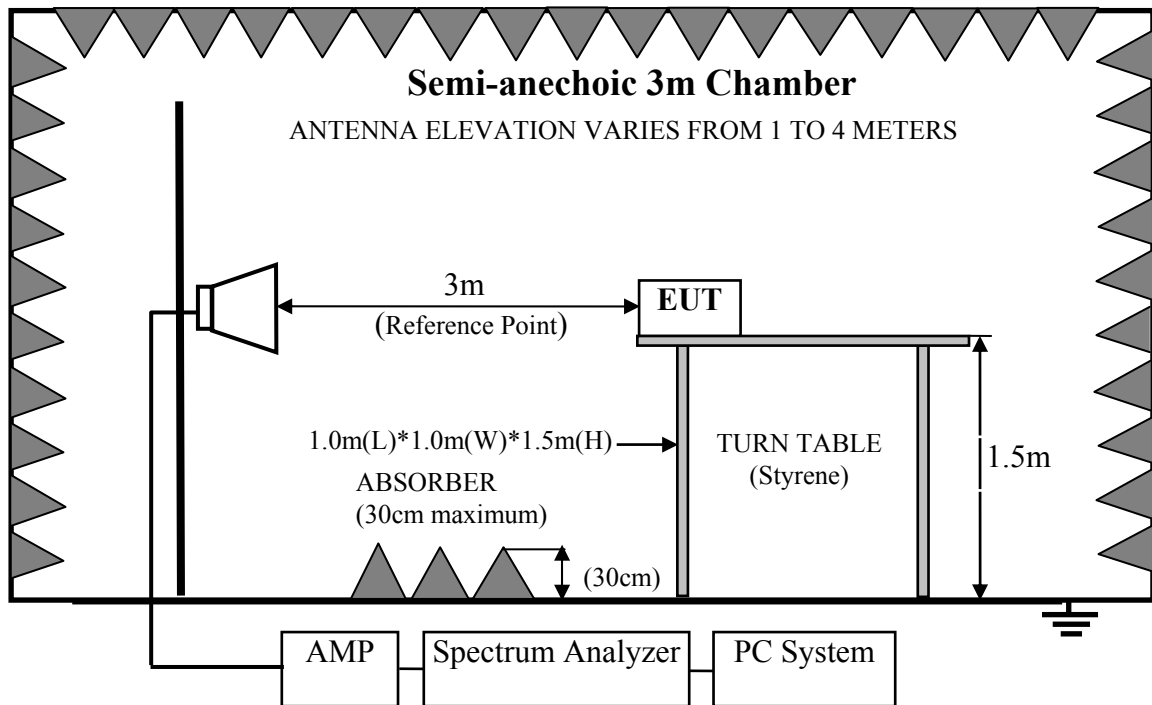 Semi-anechoic 3m Chamber
ANTENNA ELEVATION VARIES FROM 1 TO 4 METERS
3m
(Reference Point)
EUT
1.0m(L)*1.0m(W)*1.5m(H)
TURN TABLE
(Styrene)
1.5m
ABSORBER
(30cm maximum)
(30cm)
AMP
Spectrum Analyzer
PC System